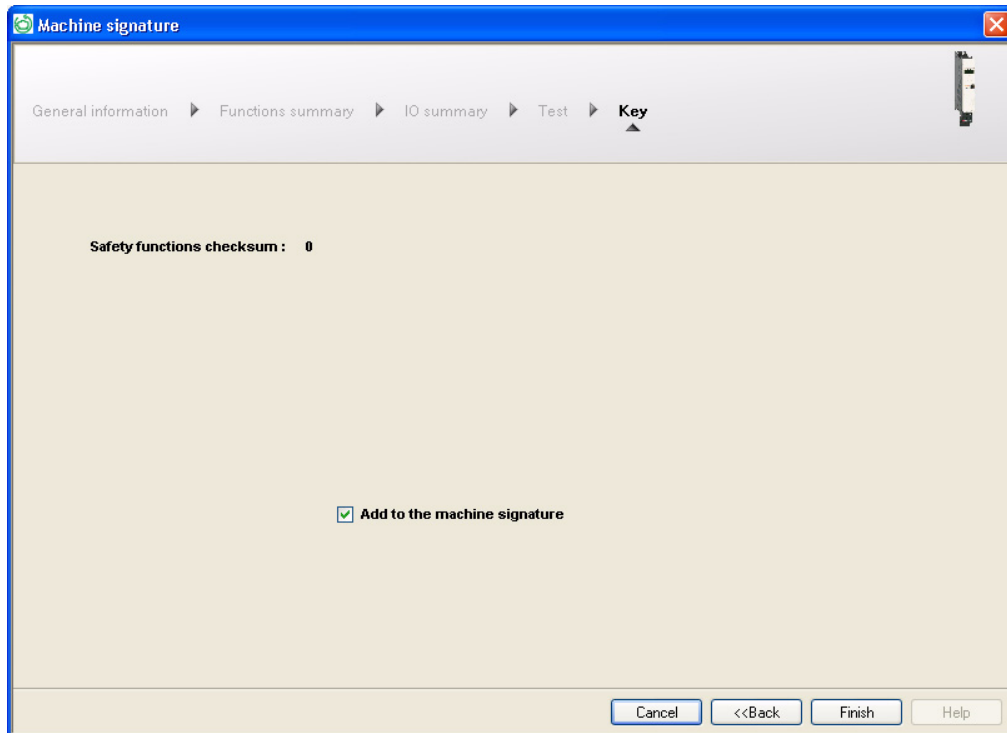 Machine signature
General information Functions summary IO summary Test Key
Safety functions checksum : 0
Add to the machine signature
Cancel <<Back Finish Help